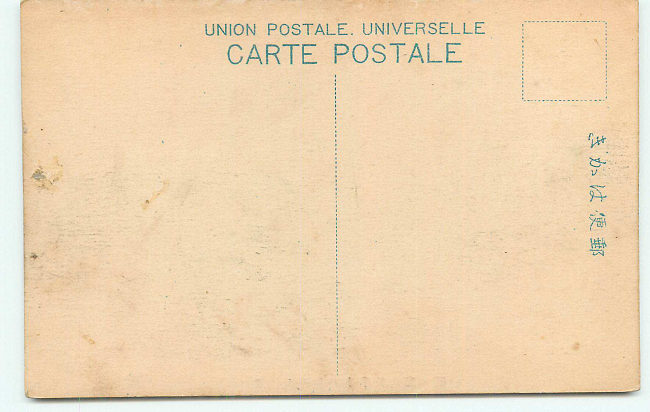 UNION POSTALE. UNIVERSELLE
CARTE POSTALE
郵便はかき